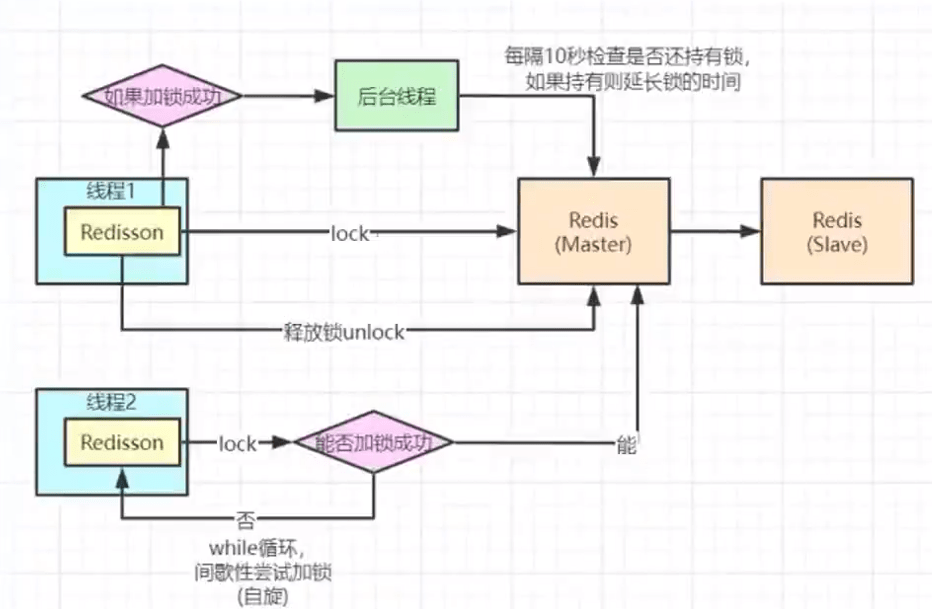 每隔10秒检查是否还持有锁,
如果持有则延长锁的时间
如果加锁成功
后台线程
线程1
Redisson
lock
Redis
(Master)
Redis
(Slave)
释放锁unlock
线程2
Redisson
lock
能否加锁成功
能
否
while循环,
间歇性尝试加锁
(自旋)